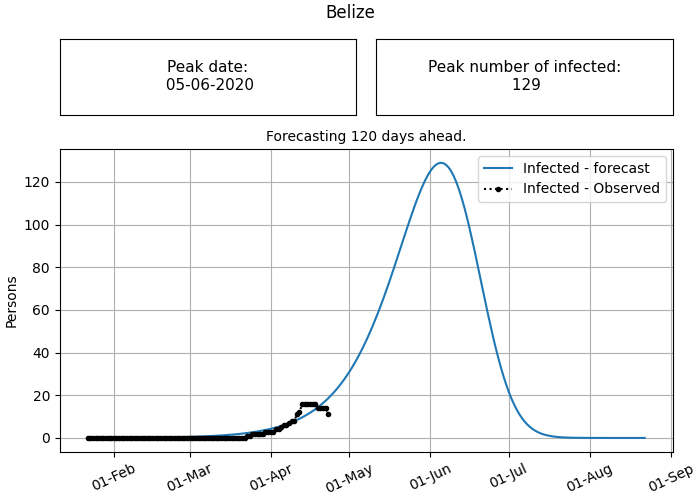 Belize
Peak date:
05-06-2020
Peak number of infected:
129
Forecasting 120 days ahead.
Infected - forecast
Infected - Observed
Persons
120
100
80
60
40
20
0
01-Feb
01-Mar
01-Apr
01-May
01-Jun
01-Jul
01-Aug
01-Sep